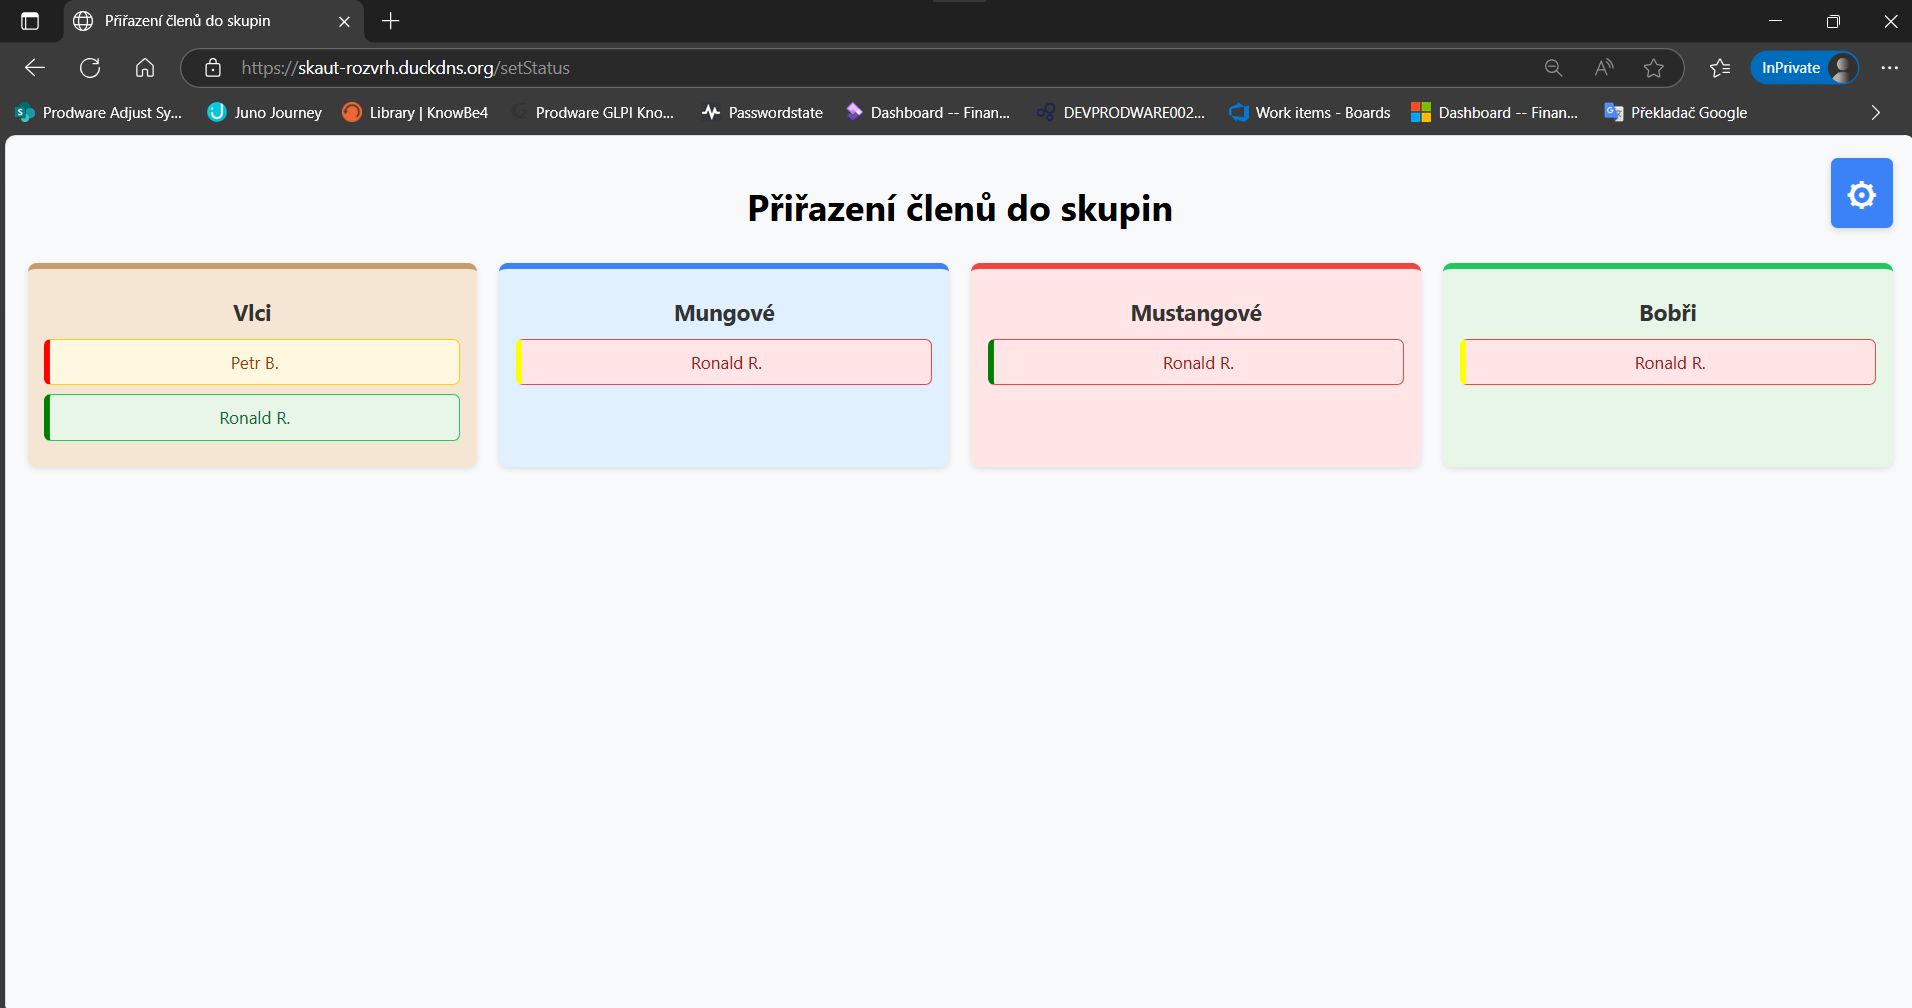 Přiřazení členů do skupin
https://skaut-rozvrh.duckdns.org/setStatus
InPrivate
Prodware Adjust Sy...
Juno Journey
Library | KnowBe4
Prodware GLPI Kno...
Passwordstate
Dashboard -- Finan...
DEVPRODWARE002...
Work items - Boards
Dashboard -- Finan...
Překladač Google
Přiřazení členů do skupin
Vlci
Petr B.
Ronald R.
Mungové
Ronald R.
Mustangové
Ronald R.
Bobři
Ronald R.